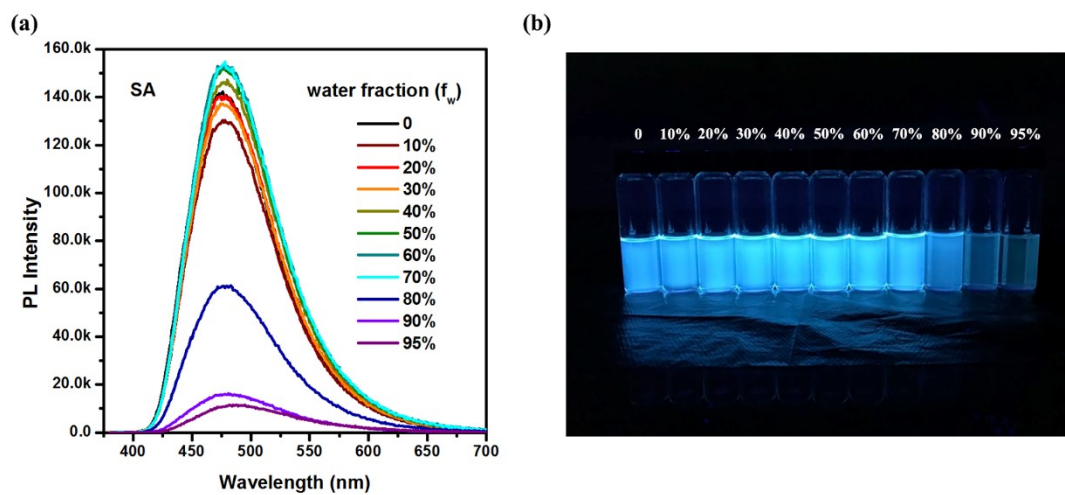 (a)
(b)
160.0k
140.0k
120.0k
100.0k
80.0k
60.0k
40.0k
20.0k
0.0
PL Intensity
SA
water fraction (fw)
0
10%
20%
30%
40%
50%
60%
70%
80%
90%
95%
400 450 500 550 600 650 700
Wavelength (nm)
0 10% 20% 30% 40% 50% 60% 70% 80% 90% 95%